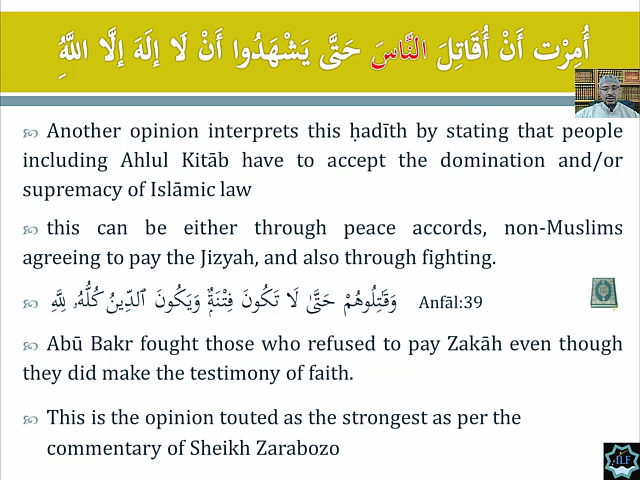 أُمِرْت أَنْ أُقَاتِلَ النَّاسَ حَتَّى يَشْهَدُوا أَنْ لَا إلَهَ إلَّا اللَّهُ
Another opinion interprets this ḥadīth by stating that people
including Ahlul Kitāb have to accept the domination and/or
supremacy of Islāmic law
this can be either through peace accords, non-Muslims
agreeing to pay the Jizyah, and also through fighting.
وَقَـٰتِلُوهُمْ حَتَّىٰ لَا تَكُونَ فِتْنَةٌ وَيَكُونَ ٱلدِّينُ كُلُّهُۥ لِلَّهِ Anfāl:39
Abū Bakr fought those who refused to pay Zakāh even though
they did make the testimony of faith.
This is the opinion touted as the strongest as per the
commentary of Sheikh Zarabozo
ILF